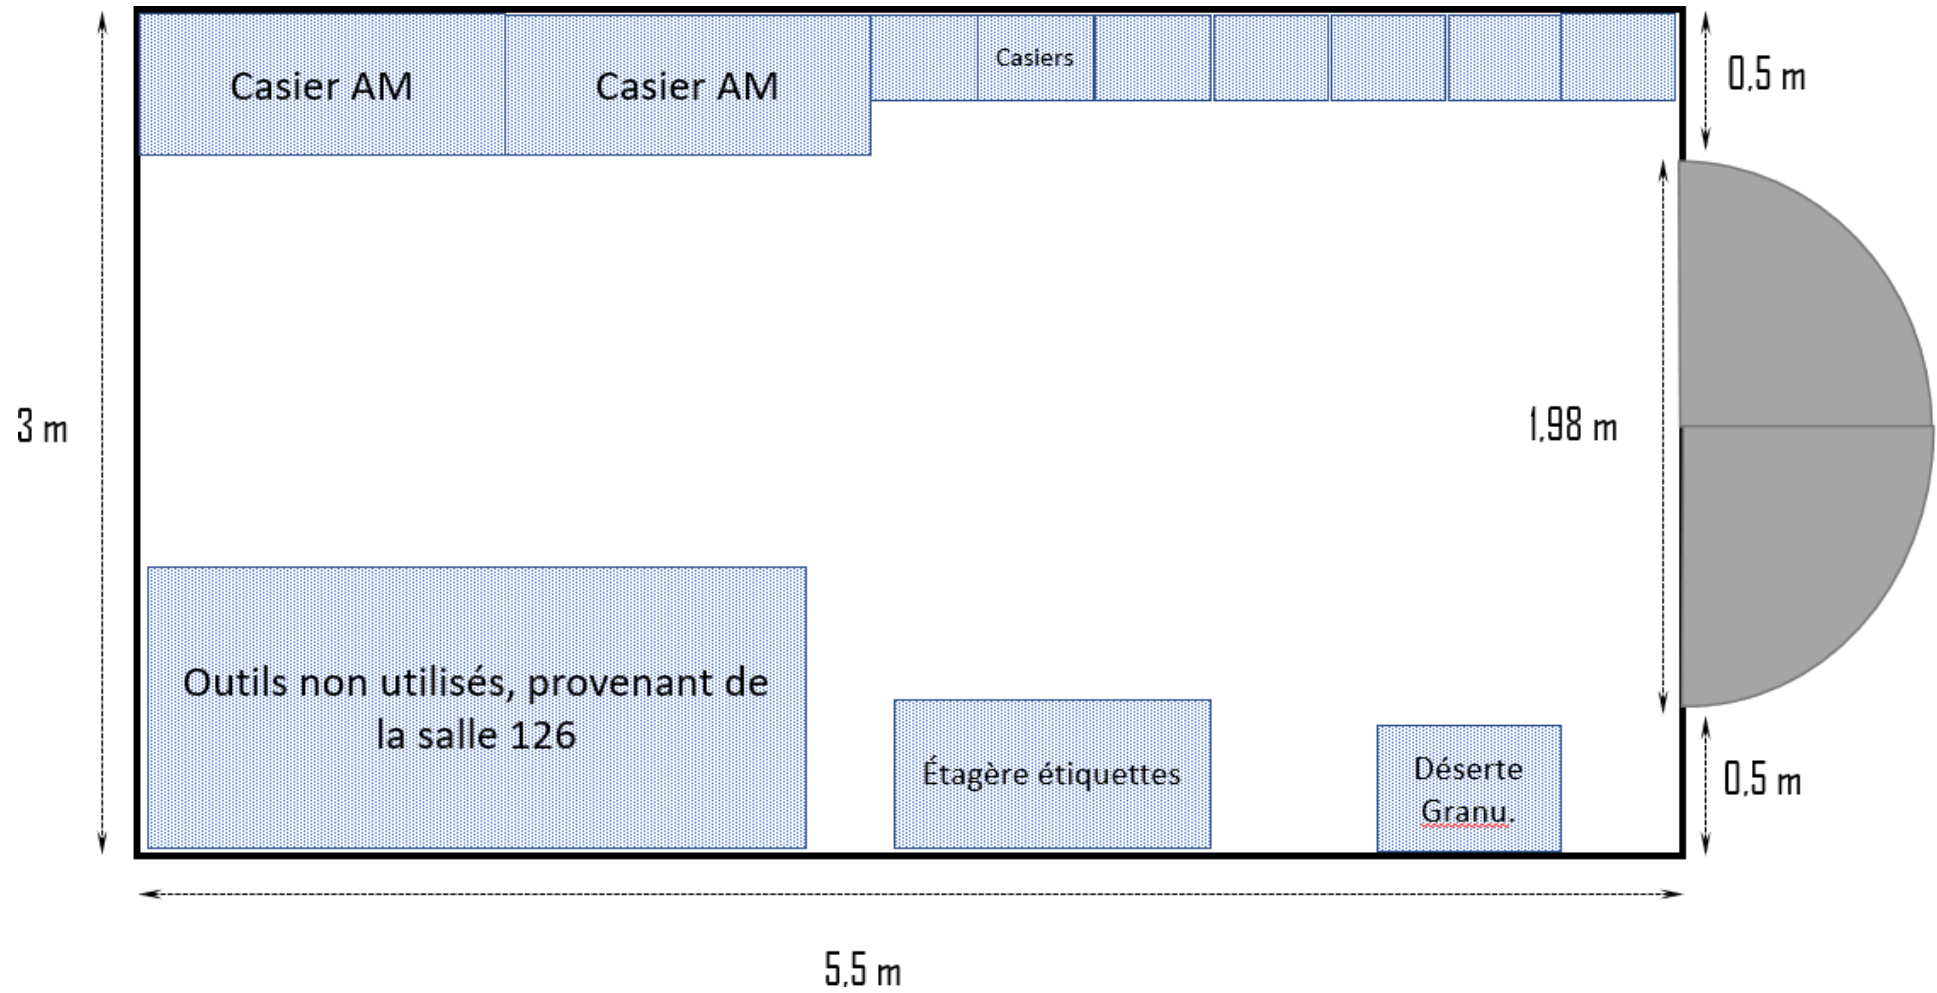 Casier AM
Casier AM
Casiers
0,5 m
3 m
1,98 m
Outils non utilisés, provenant de
la salle 126
Étagère étiquettes
Déserte
Granu.
0,5 m
5,5 m